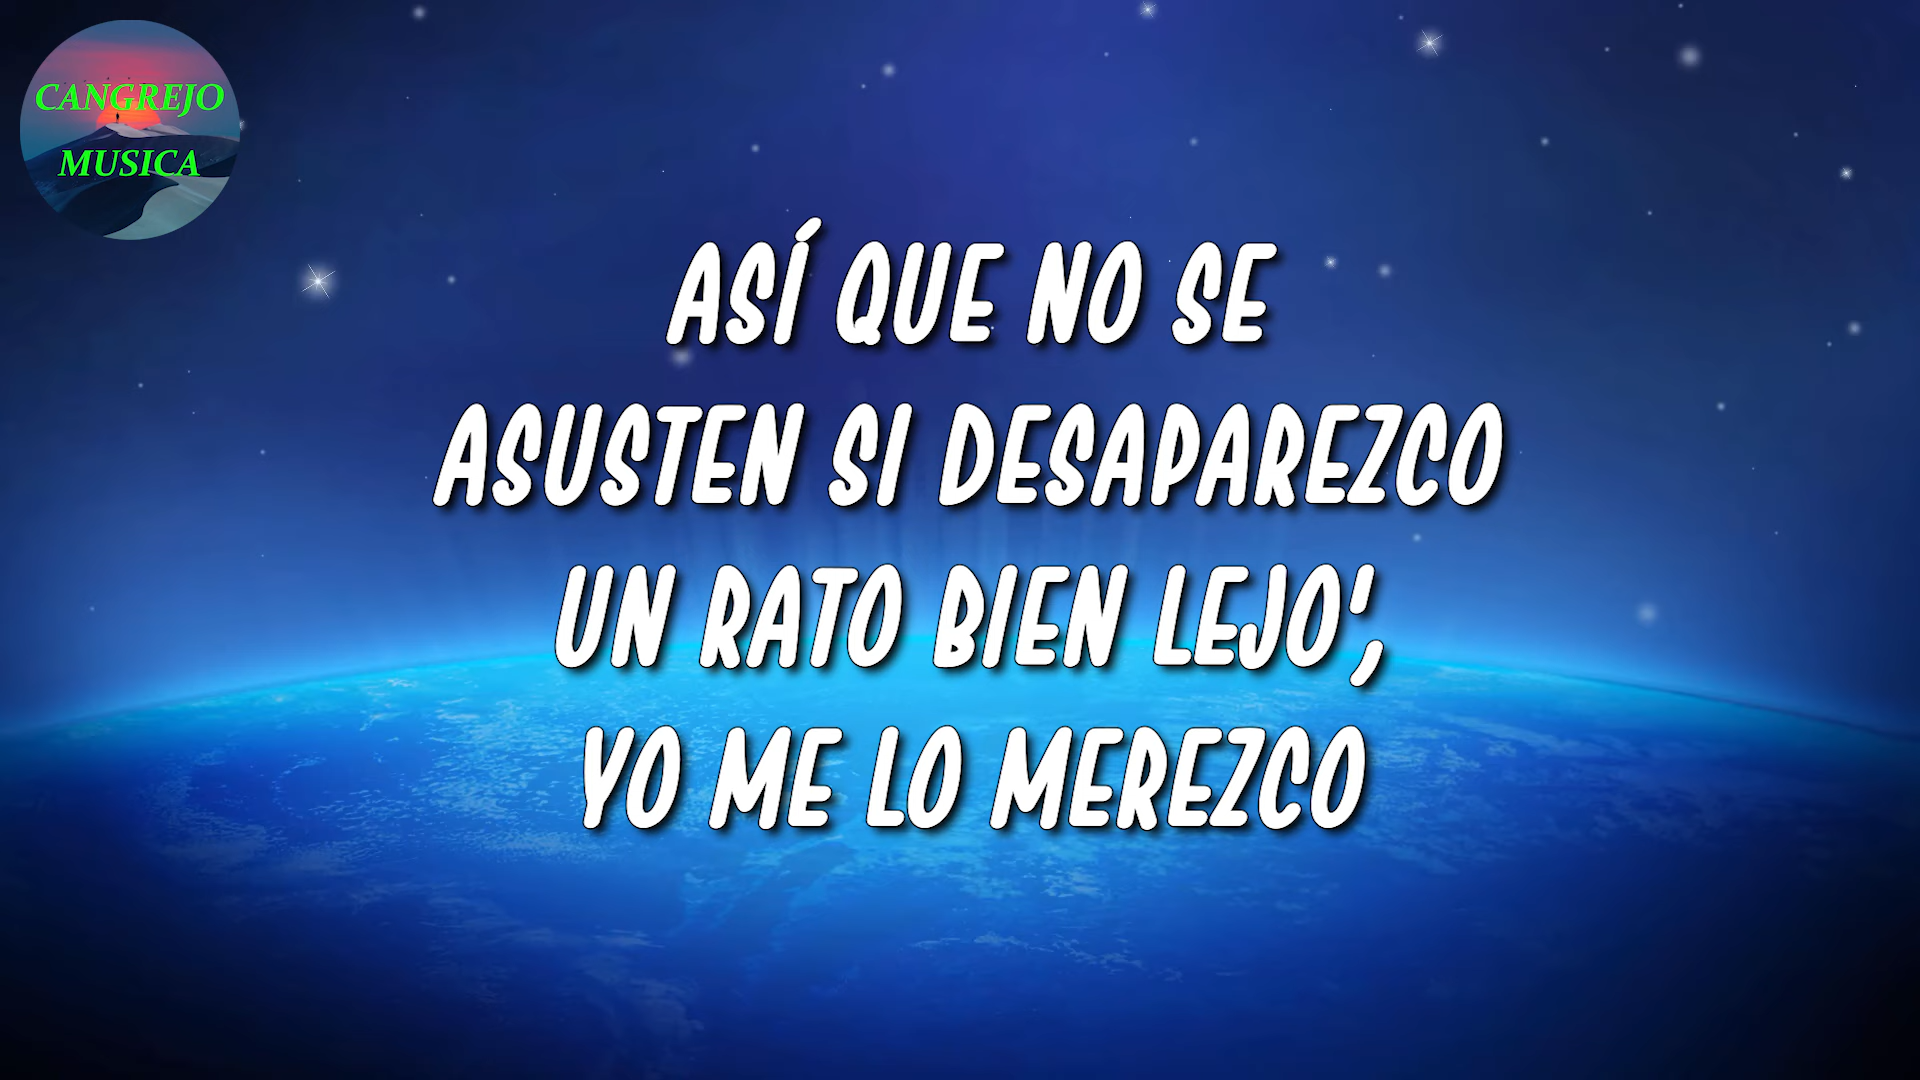 CANGREJO
MUSICA
ASÍ QUE NO SE
ASUSTEN SI DESAPAREZCO
UN RATO BIEN LEJO',
YO ME LO MEREZCO